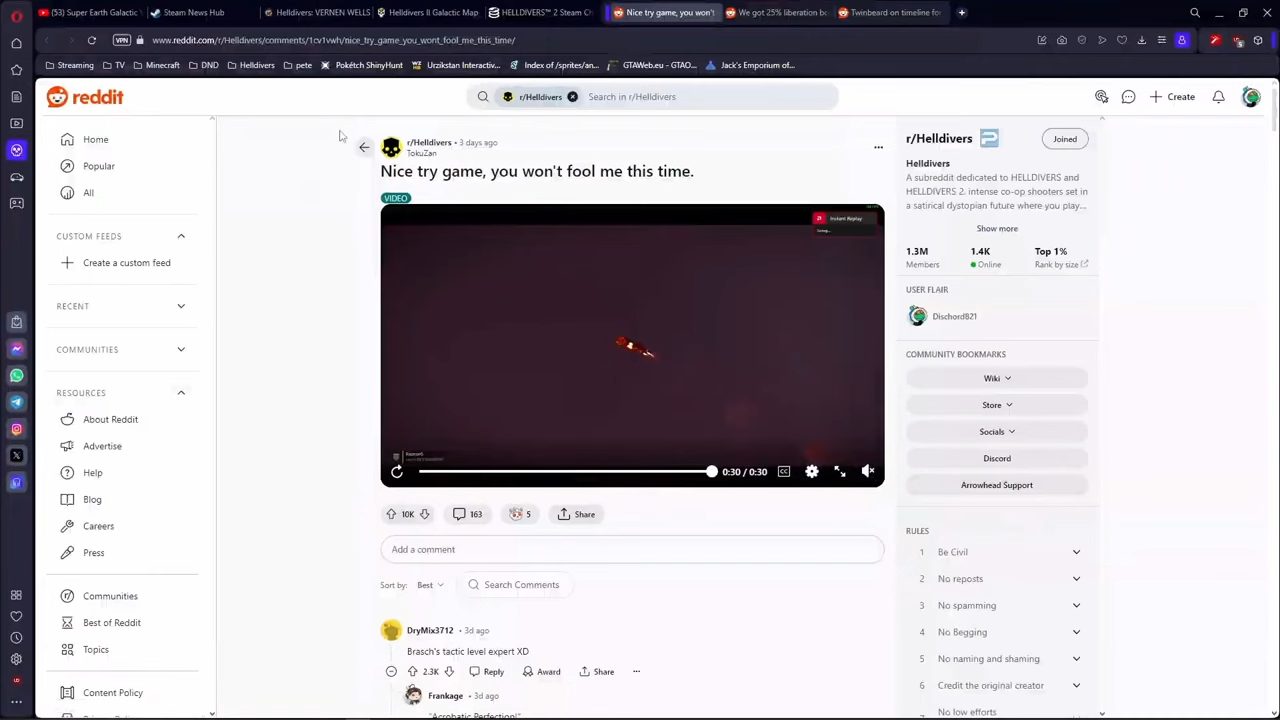 (53) Super Earth Galactic
Steam News Hub
Helldivers: VERNEN WELLS
Helldivers II Galactic Map
HELLDIVERS™ 2 Steam C
Nice try game, you won't
We got 25% liberation bo
Twinbeard on timeline fo
VPN
www.reddit.com/r/Helldivers/comments/1cv1vwh/nice_try_game_you_wont_fool_me_this_time/
Streaming
TV
Minecraft
DND
Helldivers
pete
Pokétch ShinyHunt
Urzikstan Interactiv...
Index of /sprites/an...
GTAWeb.eu - GTAO...
Jack's Emporium of...
reddit
r/Helldivers
Search in r/Helldivers
Create
Home
Popular
All
CUSTOM FEEDS
Create a custom feed
RECENT
COMMUNITIES
RESOURCES
About Reddit
Advertise
Help
Blog
Careers
Press
Communities
Best of Reddit
Topics
Content Policy
r/Helldivers • 3 days ago
TokuZan
Nice try game, you won't fool me this time.
VIDEO
Instant Replay
0:30 / 0:30
CC
10K
163
5
Share
Add a comment
Sort by: Best
Search Comments
DryMix3712 • 3d ago
Brasch's tactic level expert XD
2.3K
Reply
Award
Share
Frankage • 3d ago
"Acrobatic Perfection!"
r/Helldivers
Joined
Helldivers
A subreddit dedicated to HELLDIVERS and
HELLDIVERS 2, intense co-op shooters set in
a satirical dystopian future where you play...
Show more
1.3M
Members
1.4K
Online
Top 1%
Rank by size
USER FLAIR
Dischord821
COMMUNITY BOOKMARKS
Wiki
Store
Socials
Discord
Arrowhead Support
RULES
1 Be Civil
2 No reposts
3 No spamming
4 No Begging
5 No naming and shaming
6 Credit the original creator
No low efforts